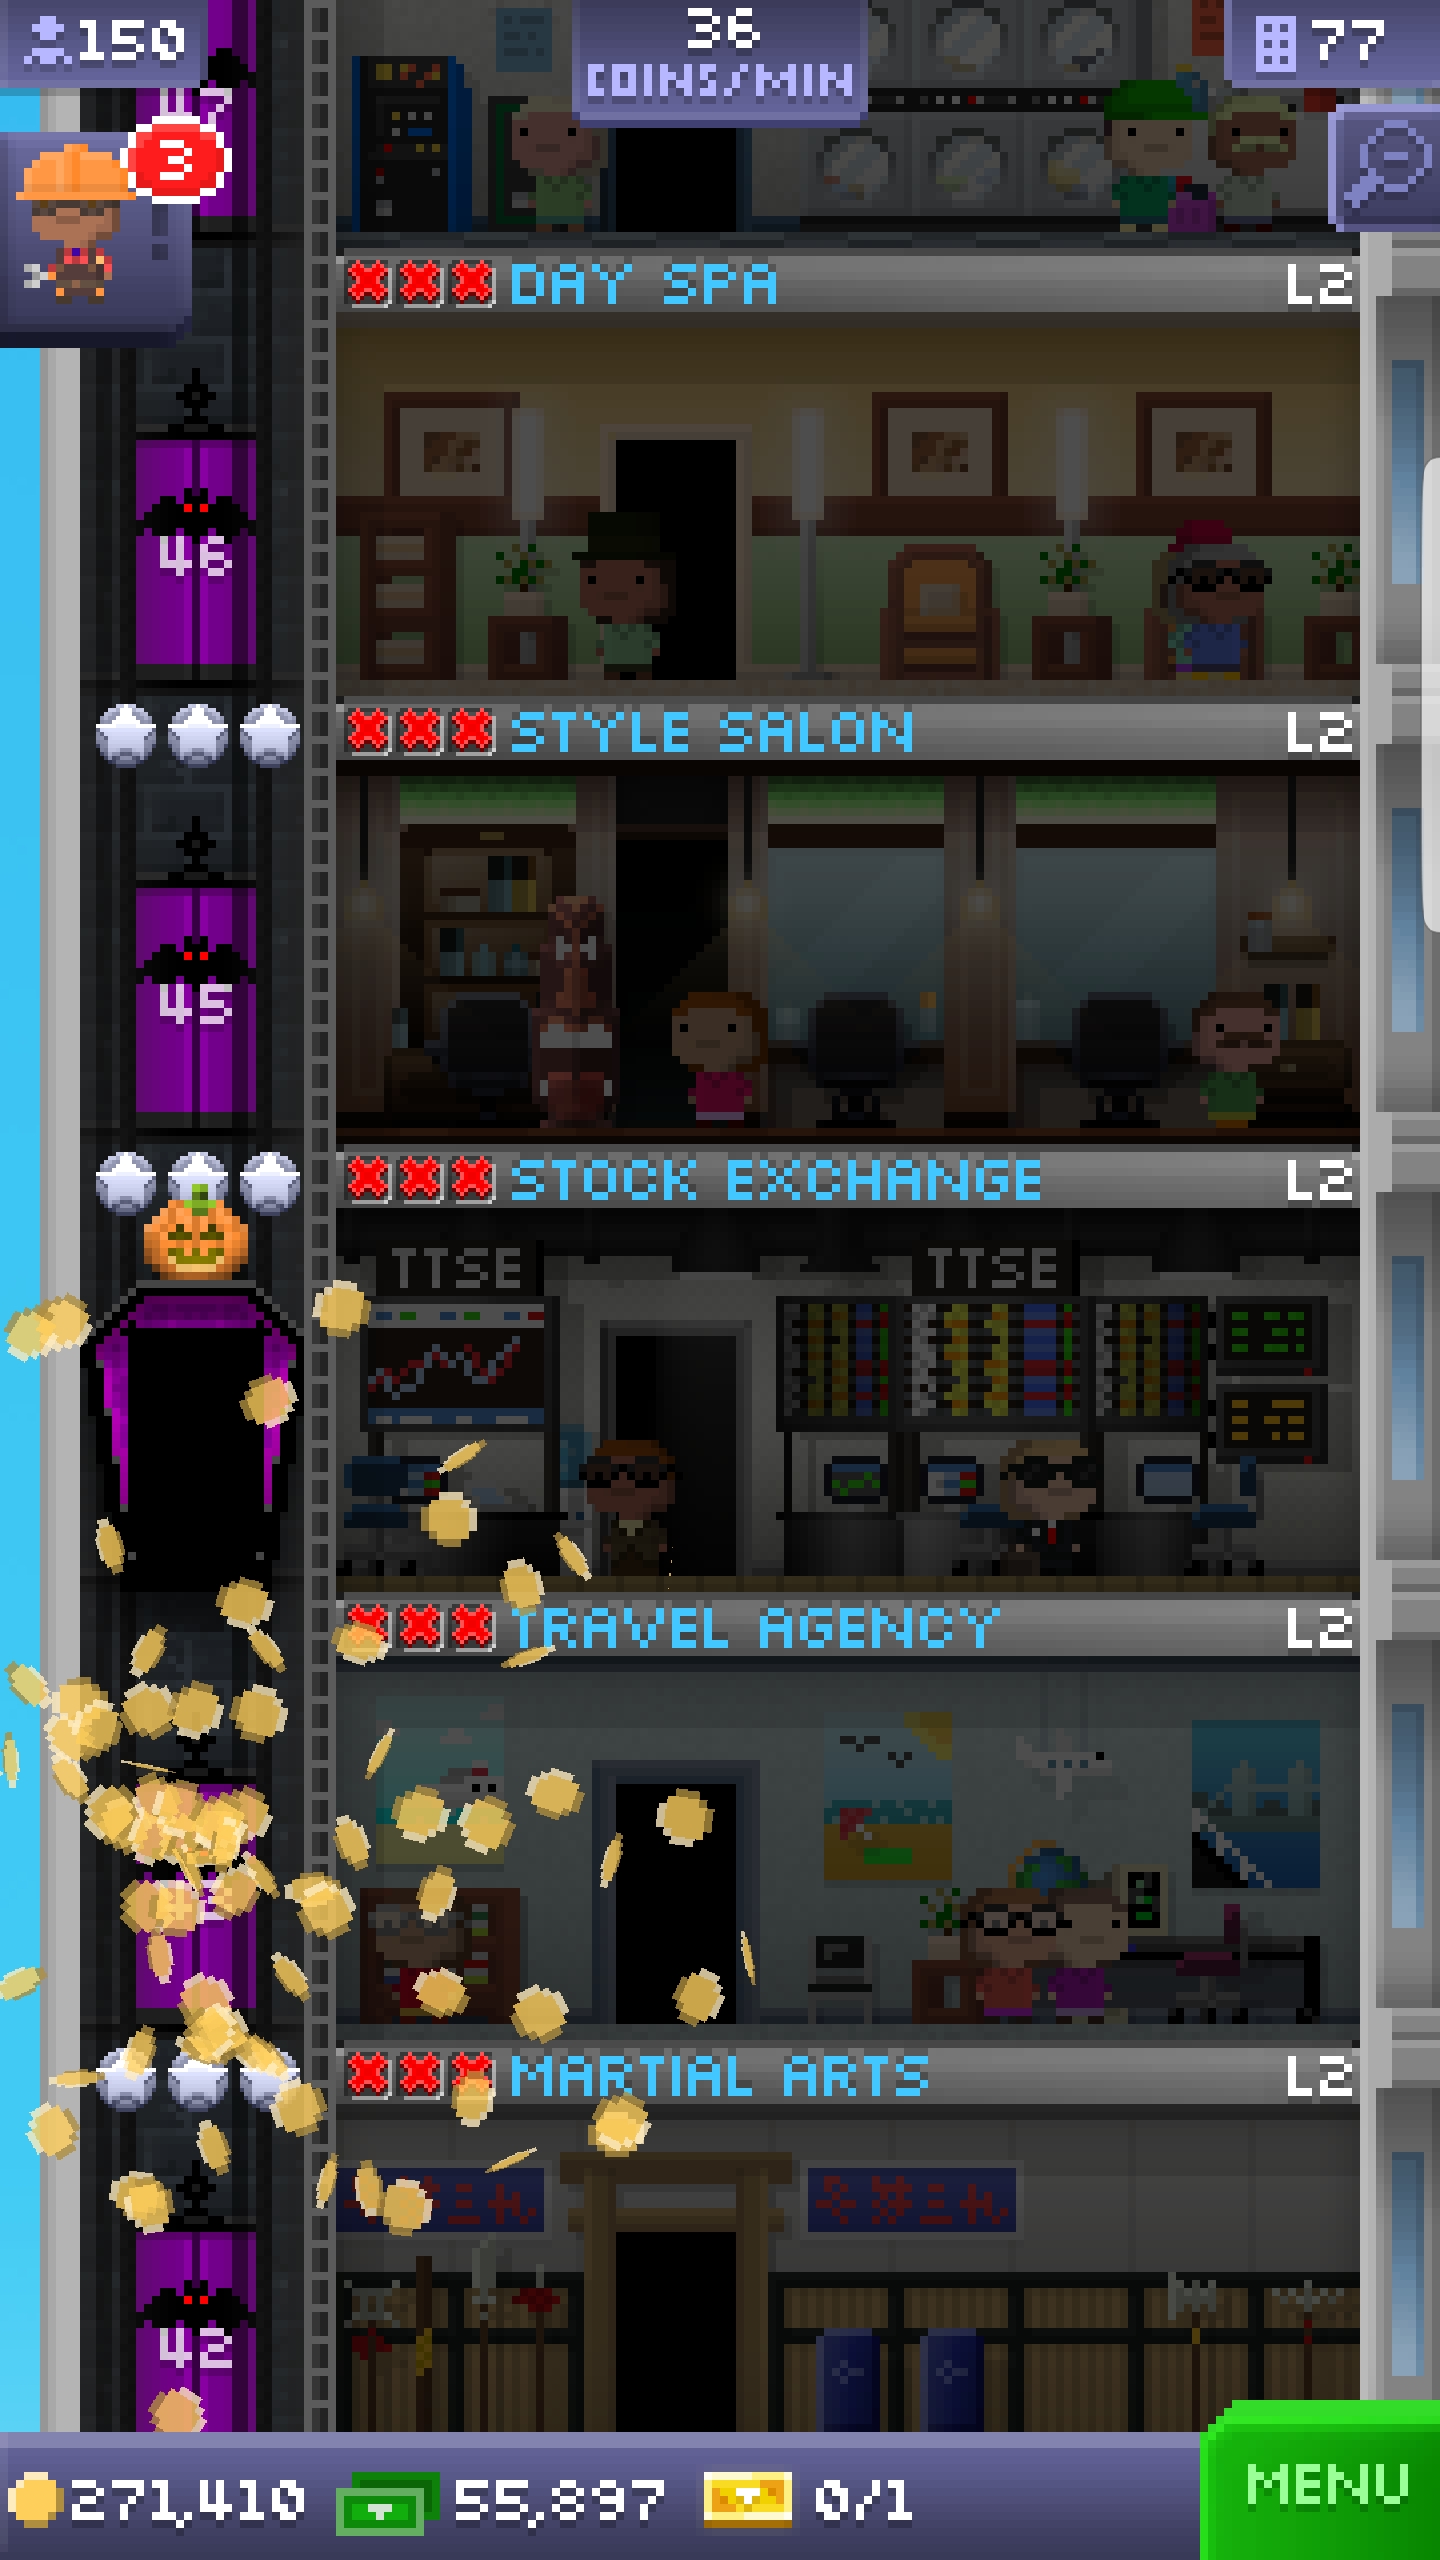 150
36
COINS/MIN
77
3
DAY SPA L2
46
STYLE SALON L2
45
STOCK EXCHANGE L2
TTSE TTSE
TRAVEL AGENCY L2
MARTIAL ARTS L2
42
271,410 55,897 0/1
MENU